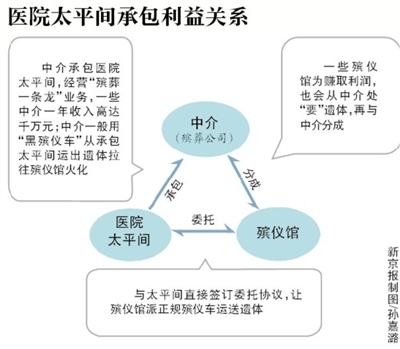 医院太平间承包利益关系
中介承包医院
太平间，经营“殡葬
一条龙”业务，一些
中介一年收入高达
千万元；中介一般用
“黑殡仪车”从承包
太平间运出遗体拉
往殡仪馆火化
一些殡仪
馆为赚取利润，
也会从中介处
“要”遗体，再与
中介分成
中介
(殡葬公司)
承包
分成
医院
太平间
委托
殡仪馆
与太平间直接签订委托协议，让
殡仪馆派正规殡仪车运送遗体
新京报制图/孙嘉潞